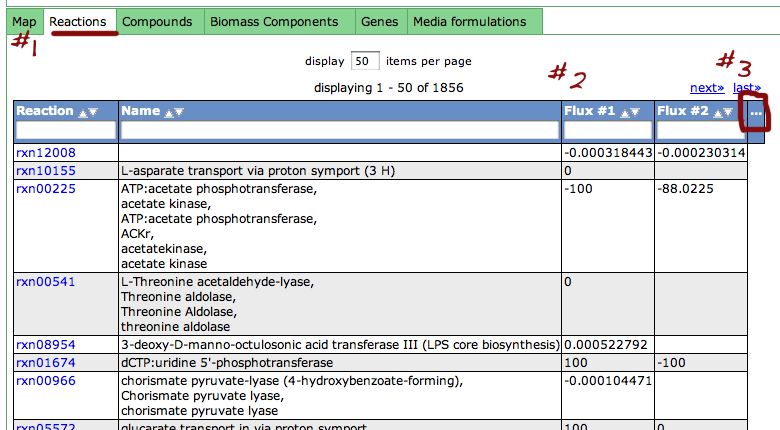 Map Reactions Compounds Biomass Components Genes Media formulations
#1
display 50 items per page
#2 #3
displaying 1 - 50 of 1856 next» last»
Reaction Name Flux #1 Flux #2 ...
rxn12008 -0.000318443 -0.000230314
rxn10155 L-asparate transport via proton symport (3 H) 0
rxn00225 ATP:acetate phosphotransferase, -100 -88.0225
acetate kinase,
ATP:acetate phosphotransferase,
ACKr,
acetatekinase,
acetate kinase
rxn00541 L-Threonine acetaldehyde-lyase, 0
Threonine aldolase,
Threonine Aldolase,
threonine aldolase
rxn08954 3-deoxy-D-manno-octulosonic acid transferase III (LPS core biosynthesis) 0.000522792
rxn01674 dCTP:uridine 5'-phosphotransferase 100 -100
rxn00966 chorismate pyruvate-lyase (4-hydroxybenzoate-forming), -0.000104471
Chorismate pyruvate lyase,
chorismate pyruvate lyase
rxn05572 glucarate transport in via proton symport 100 0